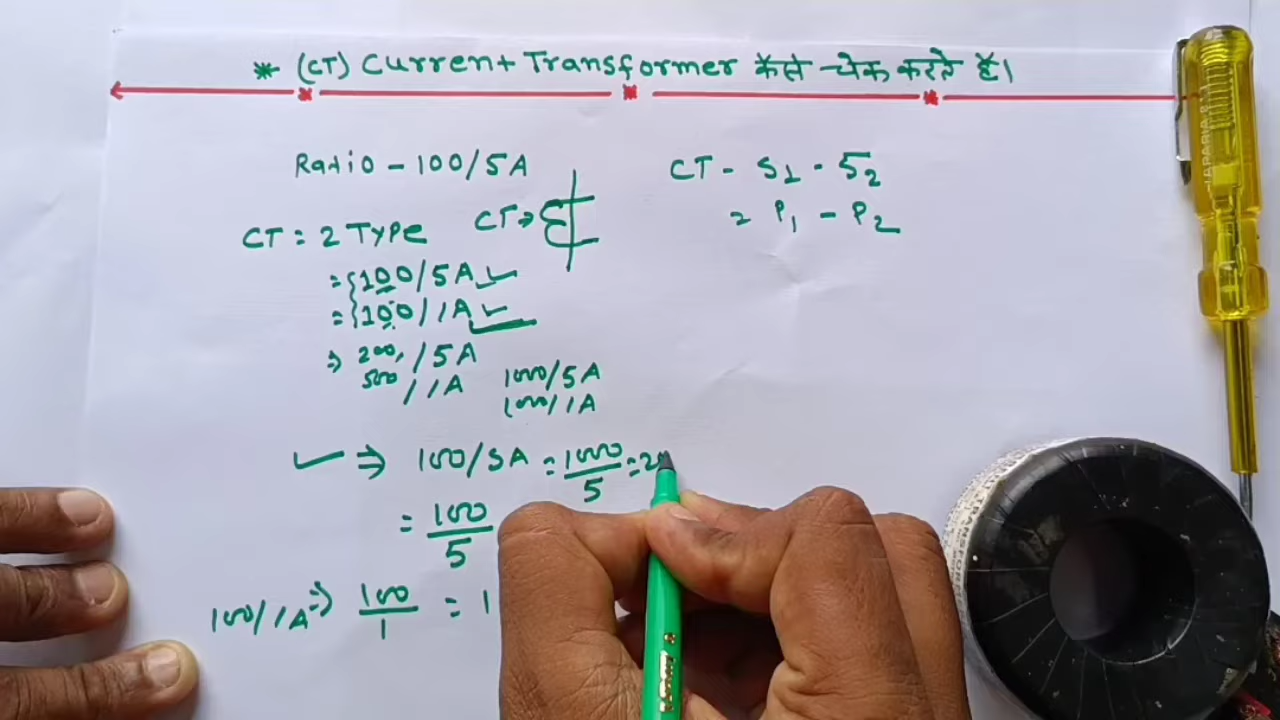 * (CT) Current Transformer कैसे चेक करते है।
Ratio - 100/5A
CT = 2 TYPE CT →
= {100/5A ✓
= {100/1A ✓
⇒ 200, /5A
500 /1A
1000/5A
1000/1A
✓ ⇒ 100/5A = 1000/5 = 20
= 100/5
100/1A ⇒ 100/1 = 1
CT - S1 - S2
= P1 - P2